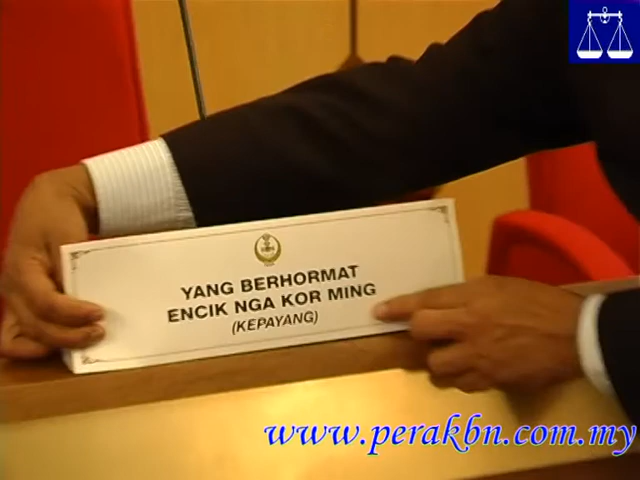 YANG BERHORMAT
ENCIK NGA KOR MING
(KEPAYANG)
www.perakbn.com.my